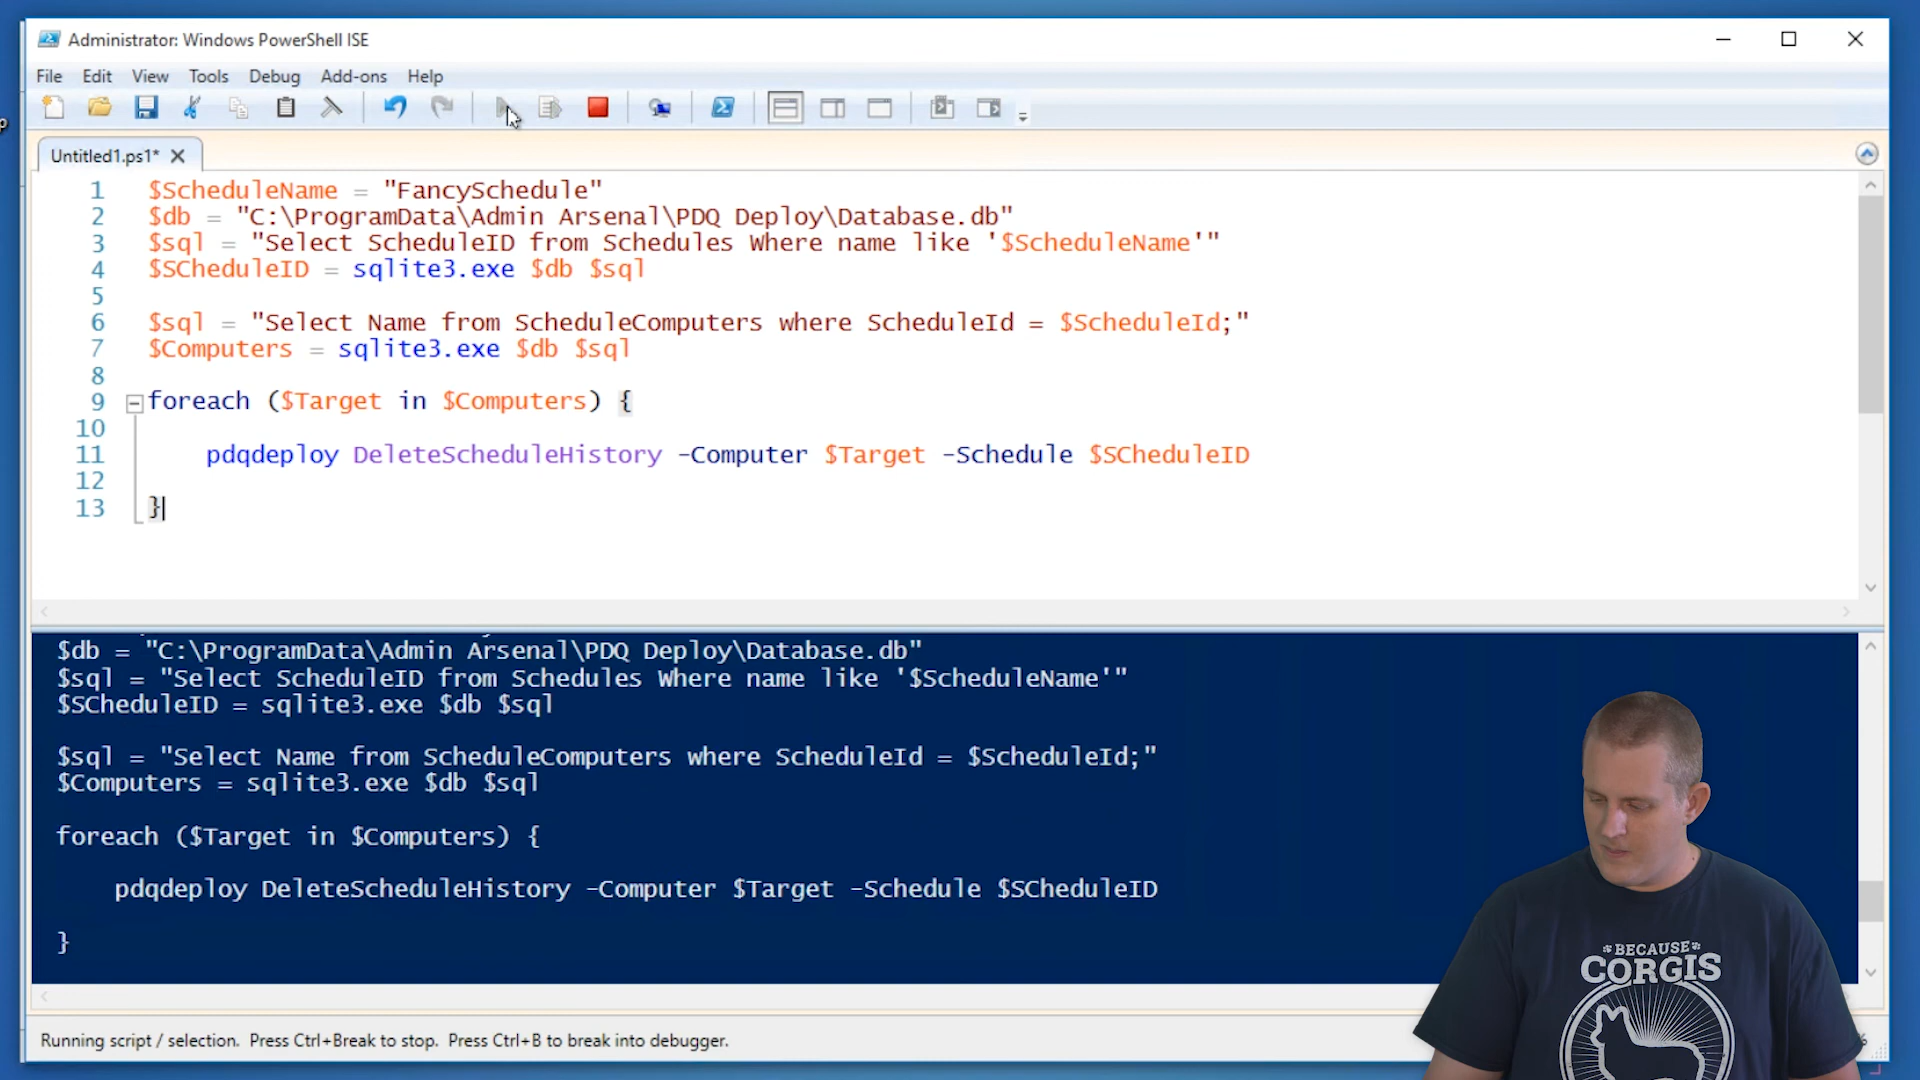 Administrator: Windows PowerShell ISE
File Edit View Tools Debug Add-ons Help
Untitled1.ps1*
1 $ScheduleName = "FancySchedule"
2 $db = "C:\ProgramData\Admin Arsenal\PDQ Deploy\Database.db"
3 $sql = "Select ScheduleID from Schedules Where name like '$ScheduleName'"
4 $SCheduleID = sqlite3.exe $db $sql
5
6 $sql = "Select Name from ScheduleComputers where ScheduleId = $ScheduleId;"
7 $Computers = sqlite3.exe $db $sql
8
9 foreach ($Target in $Computers) {
10
11 pdqdeploy DeleteScheduleHistory -Computer $Target -Schedule $SCheduleID
12
13 }
$db = "C:\ProgramData\Admin Arsenal\PDQ Deploy\Database.db"
$sql = "Select ScheduleID from Schedules Where name like '$ScheduleName'"
$SCheduleID = sqlite3.exe $db $sql
$sql = "Select Name from ScheduleComputers where ScheduleId = $ScheduleId;"
$Computers = sqlite3.exe $db $sql
foreach ($Target in $Computers) {
pdqdeploy DeleteScheduleHistory -Computer $Target -Schedule $SCheduleID
}
BECAUSE
CORGIS
Running script / selection. Press Ctrl+Break to stop. Press Ctrl+B to break into debugger.